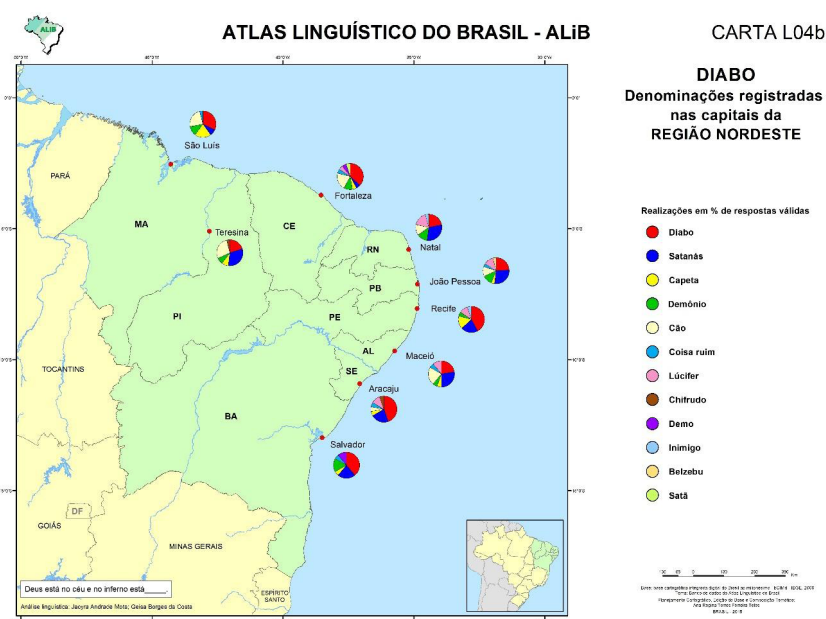 ALiB
ATLAS LINGUÍSTICO DO BRASIL - ALiB
CARTA L04b
DIABO
Denominações registradas
nas capitais da
REGIÃO NORDESTE
São Luís
Fortaleza
PARÁ
MA
Teresina
CE
Natal
RN
João Pessoa
PB
Recife
PI
PE
AL
Maceió
TOCANTINS
SE
Aracaju
BA
Salvador
DF
GOIÁS
MINAS GERAIS
ESPÍRITO
SANTO
Deus está no céu e no inferno está_____.
Análise linguística: Jacyra Andrade Mota; Geisa Borges da Costa
Realizações em % de respostas válidas
Diabo
Satanás
Capeta
Demônio
Cão
Coisa ruim
Lúcifer
Chifrudo
Demo
Inimigo
Belzebu
Satã